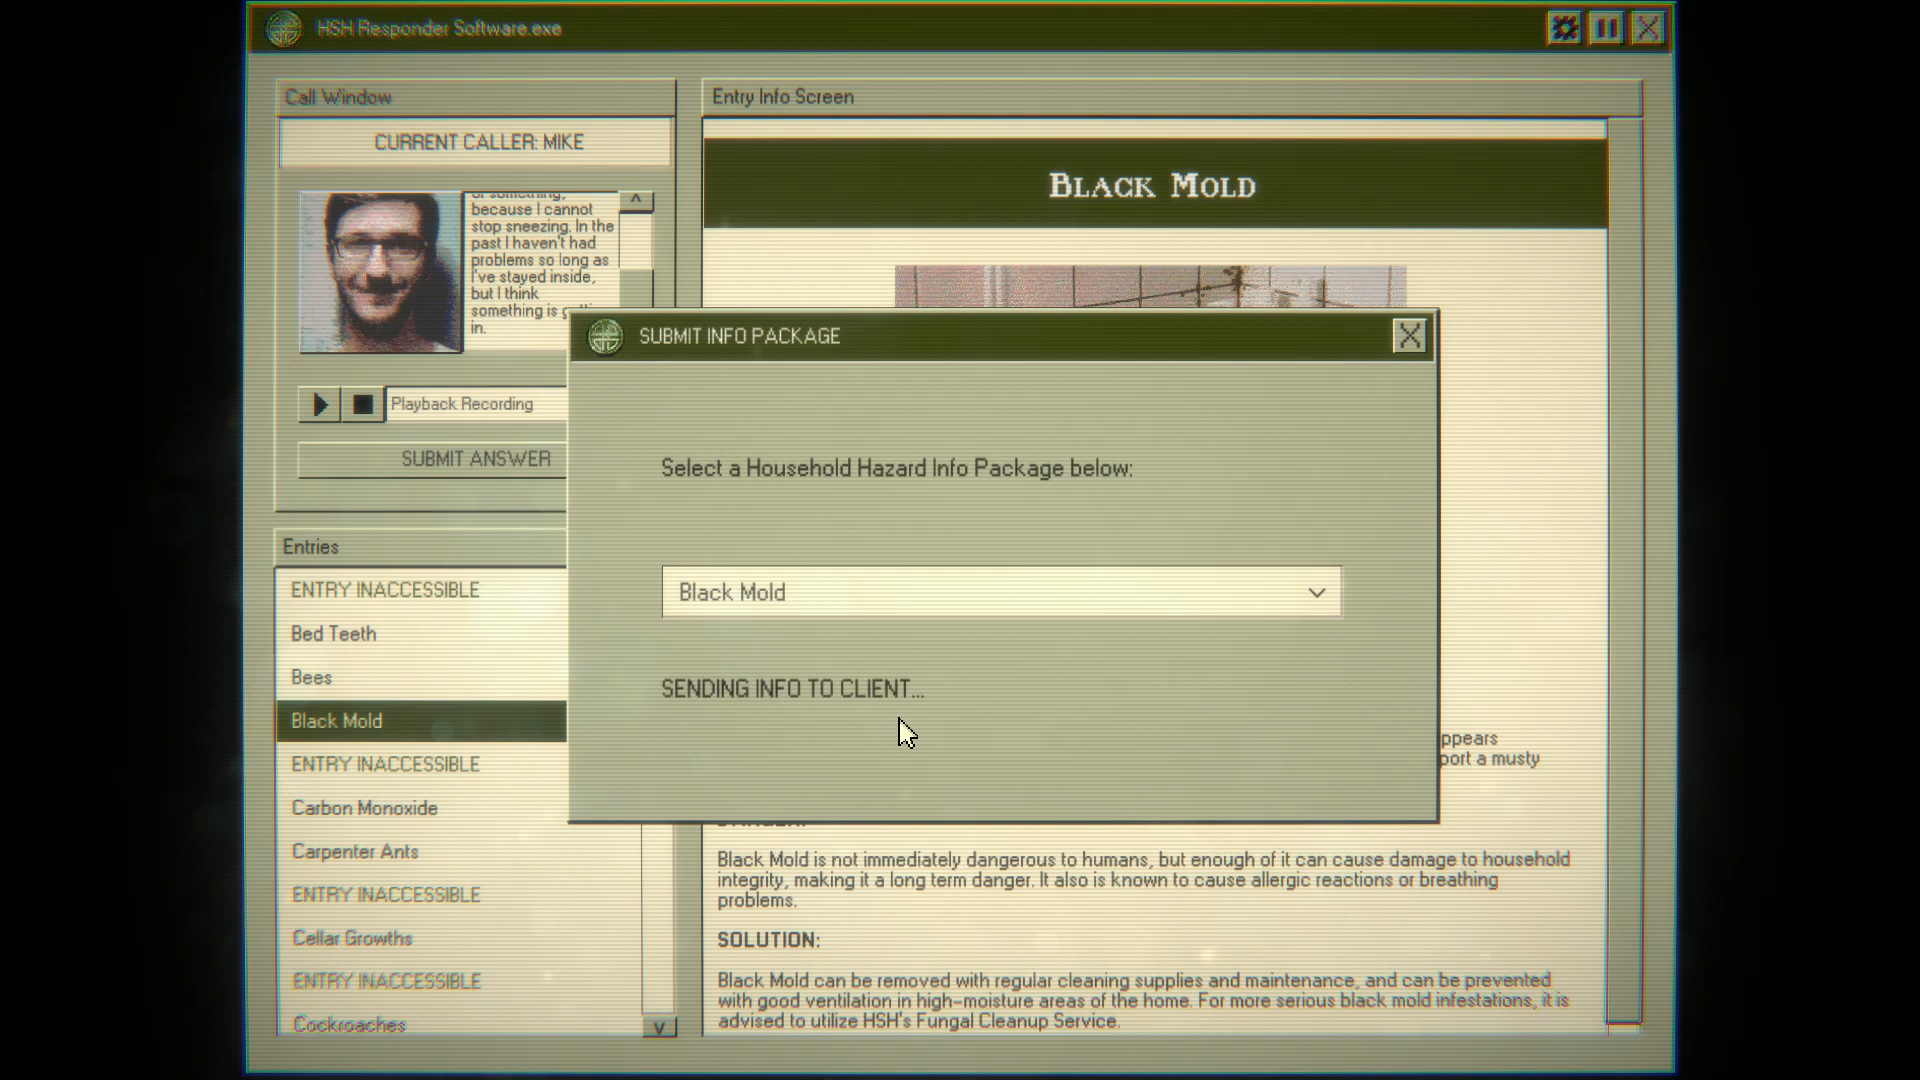 HSH Responder Software.exe
Call Window
CURRENT CALLER: MIKE
or something,
because I cannot
stop sneezing. In the
past I haven't had
problems so long as
I've stayed inside,
but I think
something is
in.
Playback Recording
SUBMIT ANSWER
Entries
ENTRY INACCESSIBLE
Bed Teeth
Bees
Black Mold
ENTRY INACCESSIBLE
Carbon Monoxide
Carpenter Ants
ENTRY INACCESSIBLE
Cellar Growths
ENTRY INACCESSIBLE
Cockroaches
Entry Info Screen
BLACK MOLD
SUBMIT INFO PACKAGE
Select a Household Hazard Info Package below:
Black Mold
SENDING INFO TO CLIENT...
ppears
port a musty
Black Mold is not immediately dangerous to humans, but enough of it can cause damage to household
integrity, making it a long term danger. It also is known to cause allergic reactions or breathing
problems.
SOLUTION:
Black Mold can be removed with regular cleaning supplies and maintenance, and can be prevented
with good ventilation in high-moisture areas of the home. For more serious black mold infestations, it is
advised to utilize HSH's Fungal Cleanup Service.